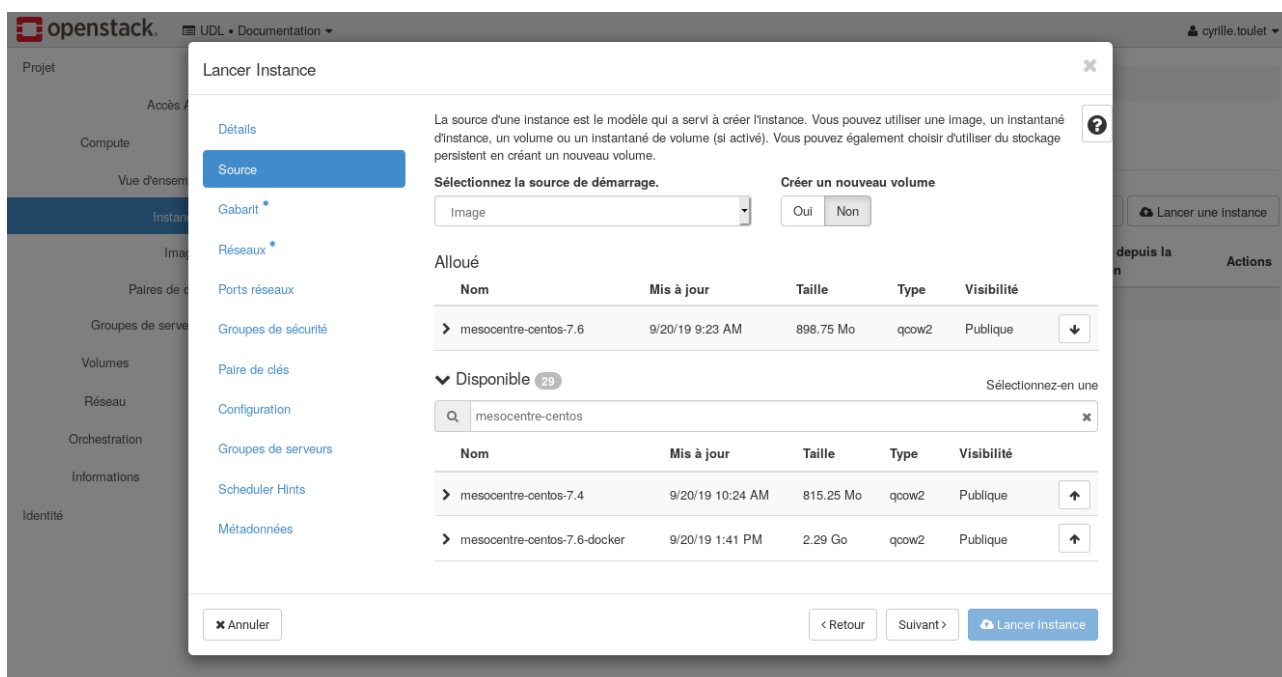 openstack. UDL • Documentation cyrille.toulet
Projet
Accès A
Compute
Vue d'ensem
Instan
Imag
Paires de c
Groupes de serve
Volumes
Réseau
Orchestration
Informations
Identité
Lancer Instance
Détails
Source
Gabarit *
Réseaux *
Ports réseaux
Groupes de sécurité
Paire de clés
Configuration
Groupes de serveurs
Scheduler Hints
Métadonnées
La source d'une instance est le modèle qui a servi à créer l'instance. Vous pouvez utiliser une image, un instantané
d'instance, un volume ou un instantané de volume (si activé). Vous pouvez également choisir d'utiliser du stockage
persistent en créant un nouveau volume.
Sélectionnez la source de démarrage. Créer un nouveau volume
Image Oui Non
Alloué
Nom Mis à jour Taille Type Visibilité
mesocentre-centos-7.6 9/20/19 9:23 AM 898.75 Mo qcow2 Publique
Disponible 29 Sélectionnez-en une
mesocentre-centos
Nom Mis à jour Taille Type Visibilité
mesocentre-centos-7.4 9/20/19 10:24 AM 815.25 Mo qcow2 Publique
mesocentre-centos-7.6-docker 9/20/19 1:41 PM 2.29 Go qcow2 Publique
Annuler < Retour Suivant > Lancer Instance
Lancer une instance
depuis la
n Actions